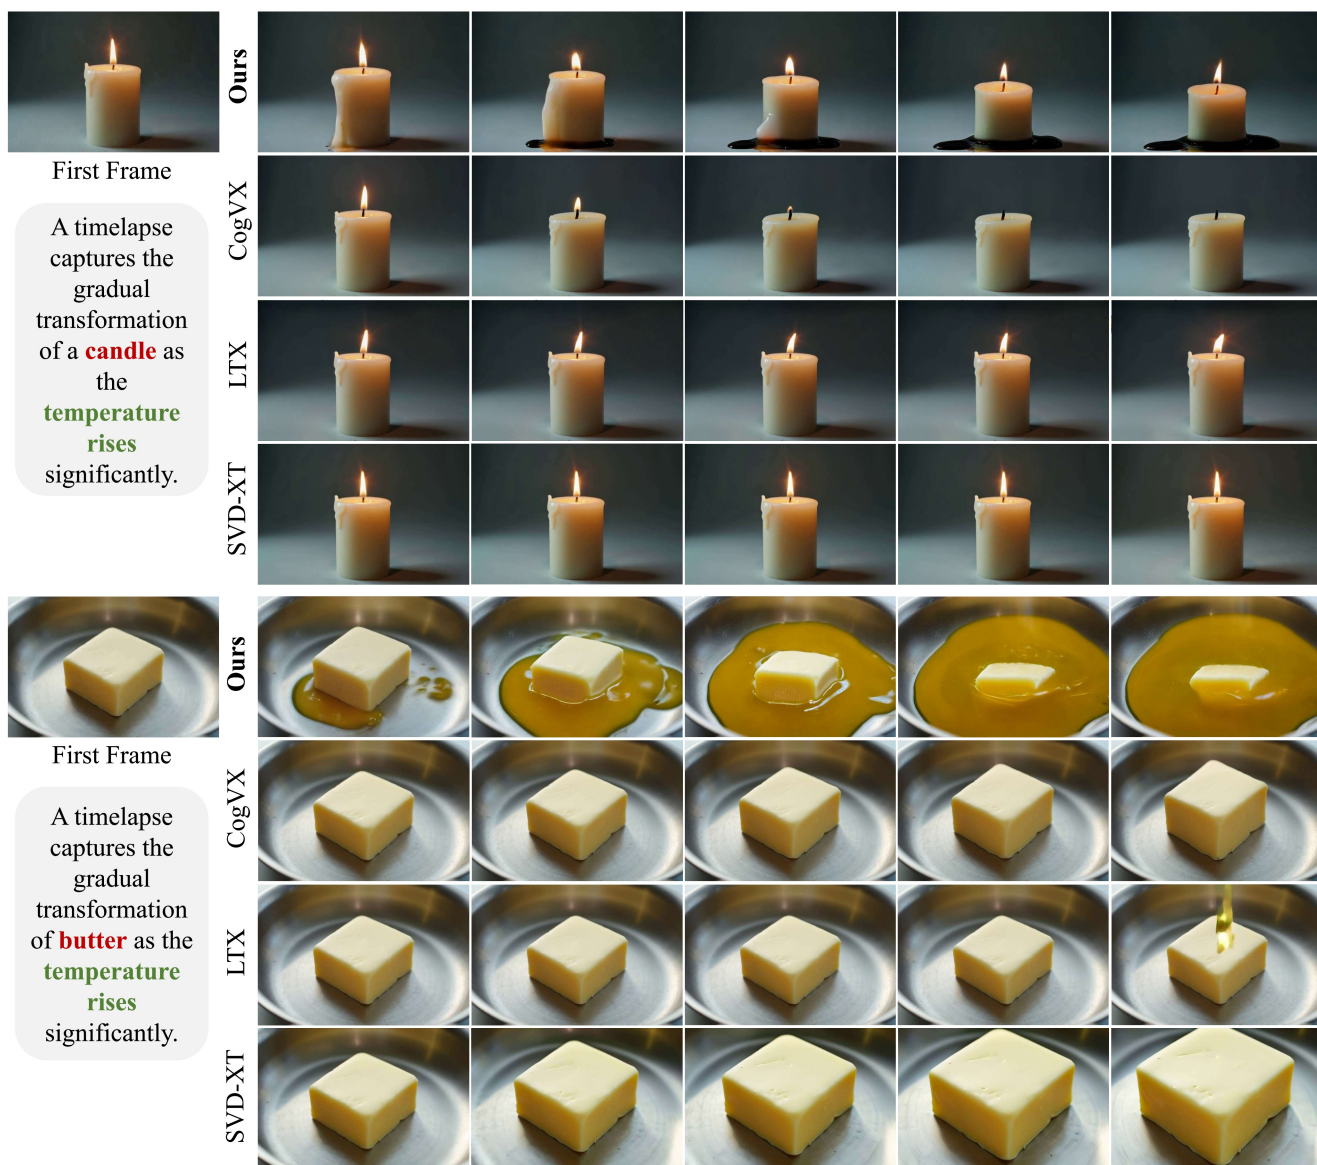 Ours
First Frame
A timelapse
captures the
gradual
transformation
of a candle as
the
temperature
rises
significantly.
CogVX
LTX
SVD-XT
Ours
First Frame
A timelapse
captures the
gradual
transformation
of butter as the
temperature
rises
significantly.
CogVX
LTX
SVD-XT